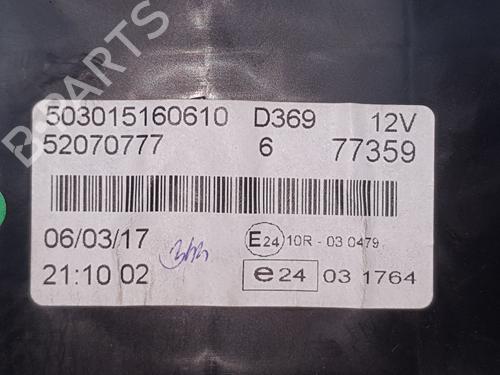 B-PARTS
503015160610 D369 12V
52070777 6 77359
06/03/17 E24 10R - 03 0479
21:10 02 e24 03 1764